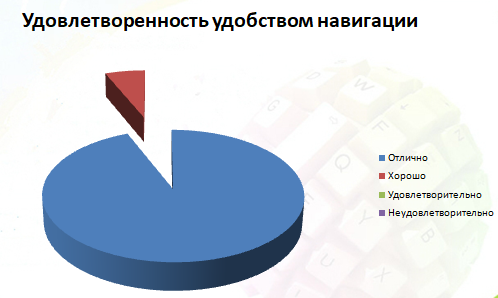 Удовлетворенность удобством навигации
Отлично
Хорошо
Удовлетворительно
Неудовлетворительно